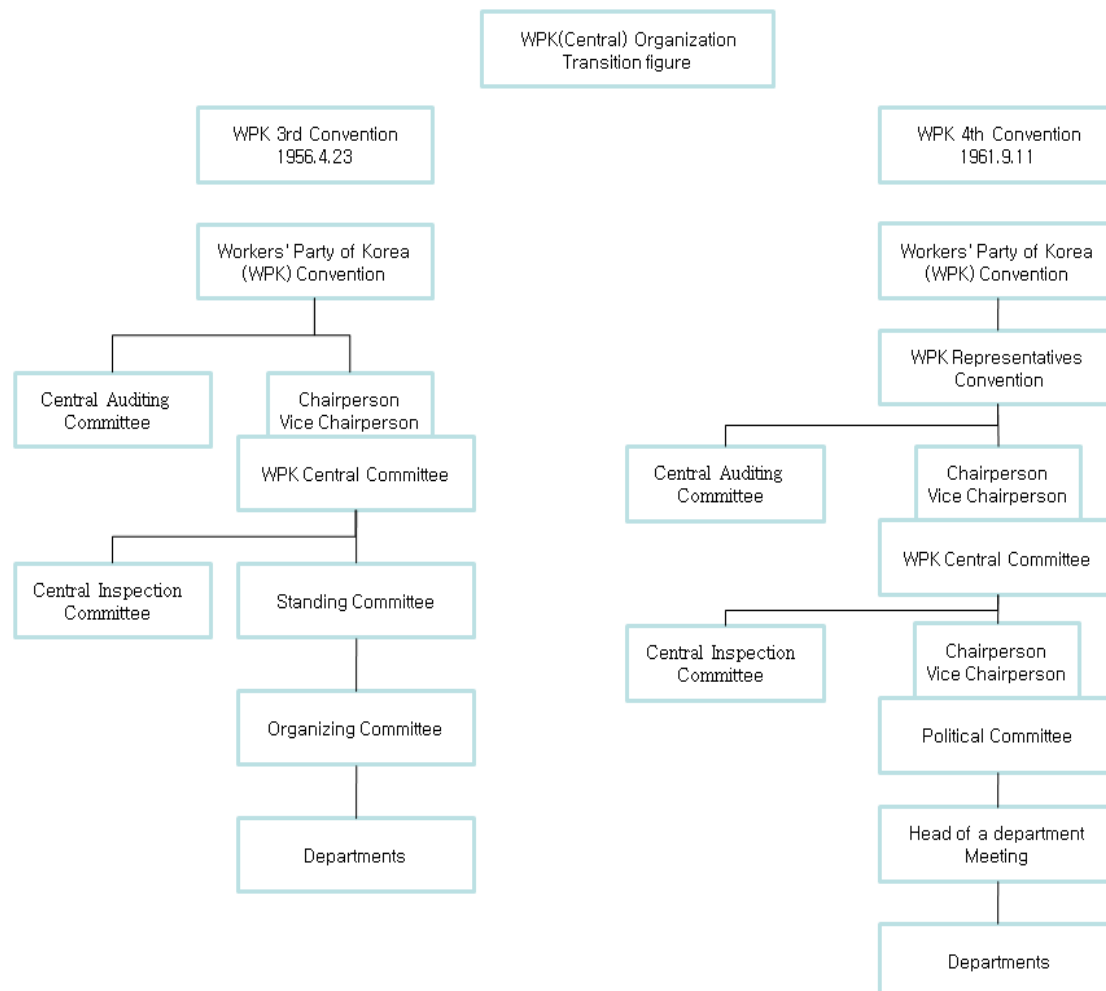 WPK(Central) Organization
Transition figure
WPK 3rd Convention
1956.4.23
Workers' Party of Korea
(WPK) Convention
Central Auditing
Committee
Chairperson
Vice Chairperson
WPK Central Committee
Central Inspection
Committee
Standing Committee
Organizing Committee
Departments
WPK 4th Convention
1961.9.11
Workers' Party of Korea
(WPK) Convention
WPK Representatives
Convention
Central Auditing
Committee
Chairperson
Vice Chairperson
WPK Central Committee
Central Inspection
Committee
Chairperson
Vice Chairperson
Political Committee
Head of a department
Meeting
Departments